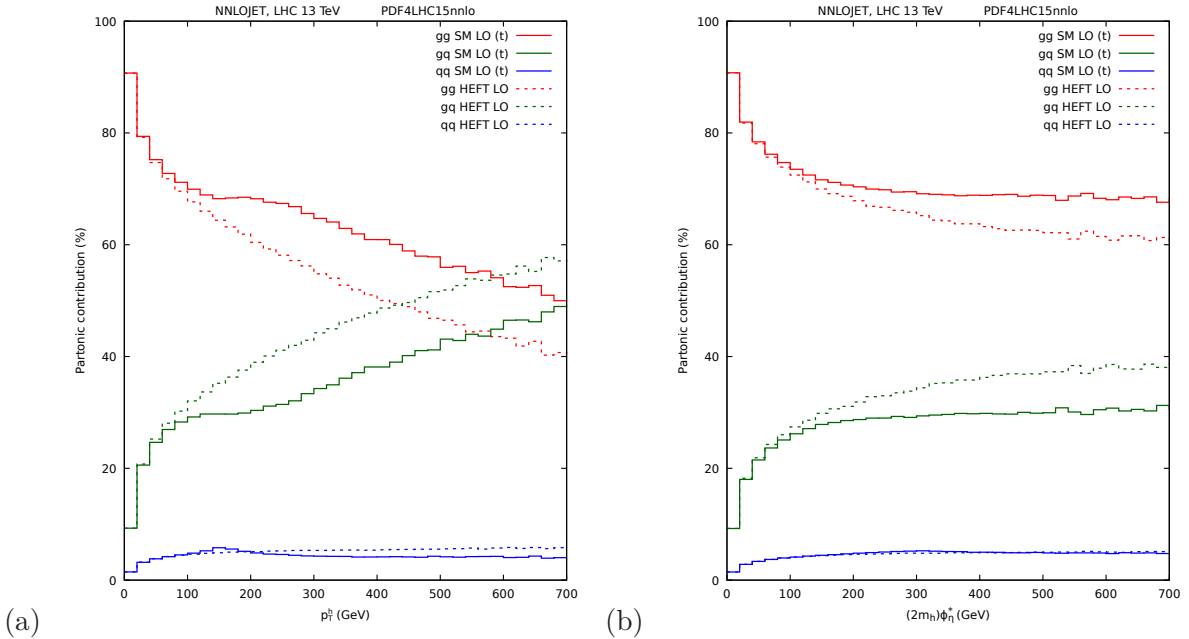 NNLOJET, LHC 13 TeV PDF4LHC15nnlo
100
80
60
40
20
0
Partonic contribution (%)
gg SM LO (t)
gq SM LO (t)
qq SM LO (t)
gg HEFT LO
gq HEFT LO
qq HEFT LO
0 100 200 300 400 500 600 700
p_T^h (GeV)
(a)
NNLOJET, LHC 13 TeV PDF4LHC15nnlo
100
80
60
40
20
0
Partonic contribution (%)
gg SM LO (t)
gq SM LO (t)
qq SM LO (t)
gg HEFT LO
gq HEFT LO
qq HEFT LO
0 100 200 300 400 500 600 700
(2m_h)ϕ_η^* (GeV)
(b)